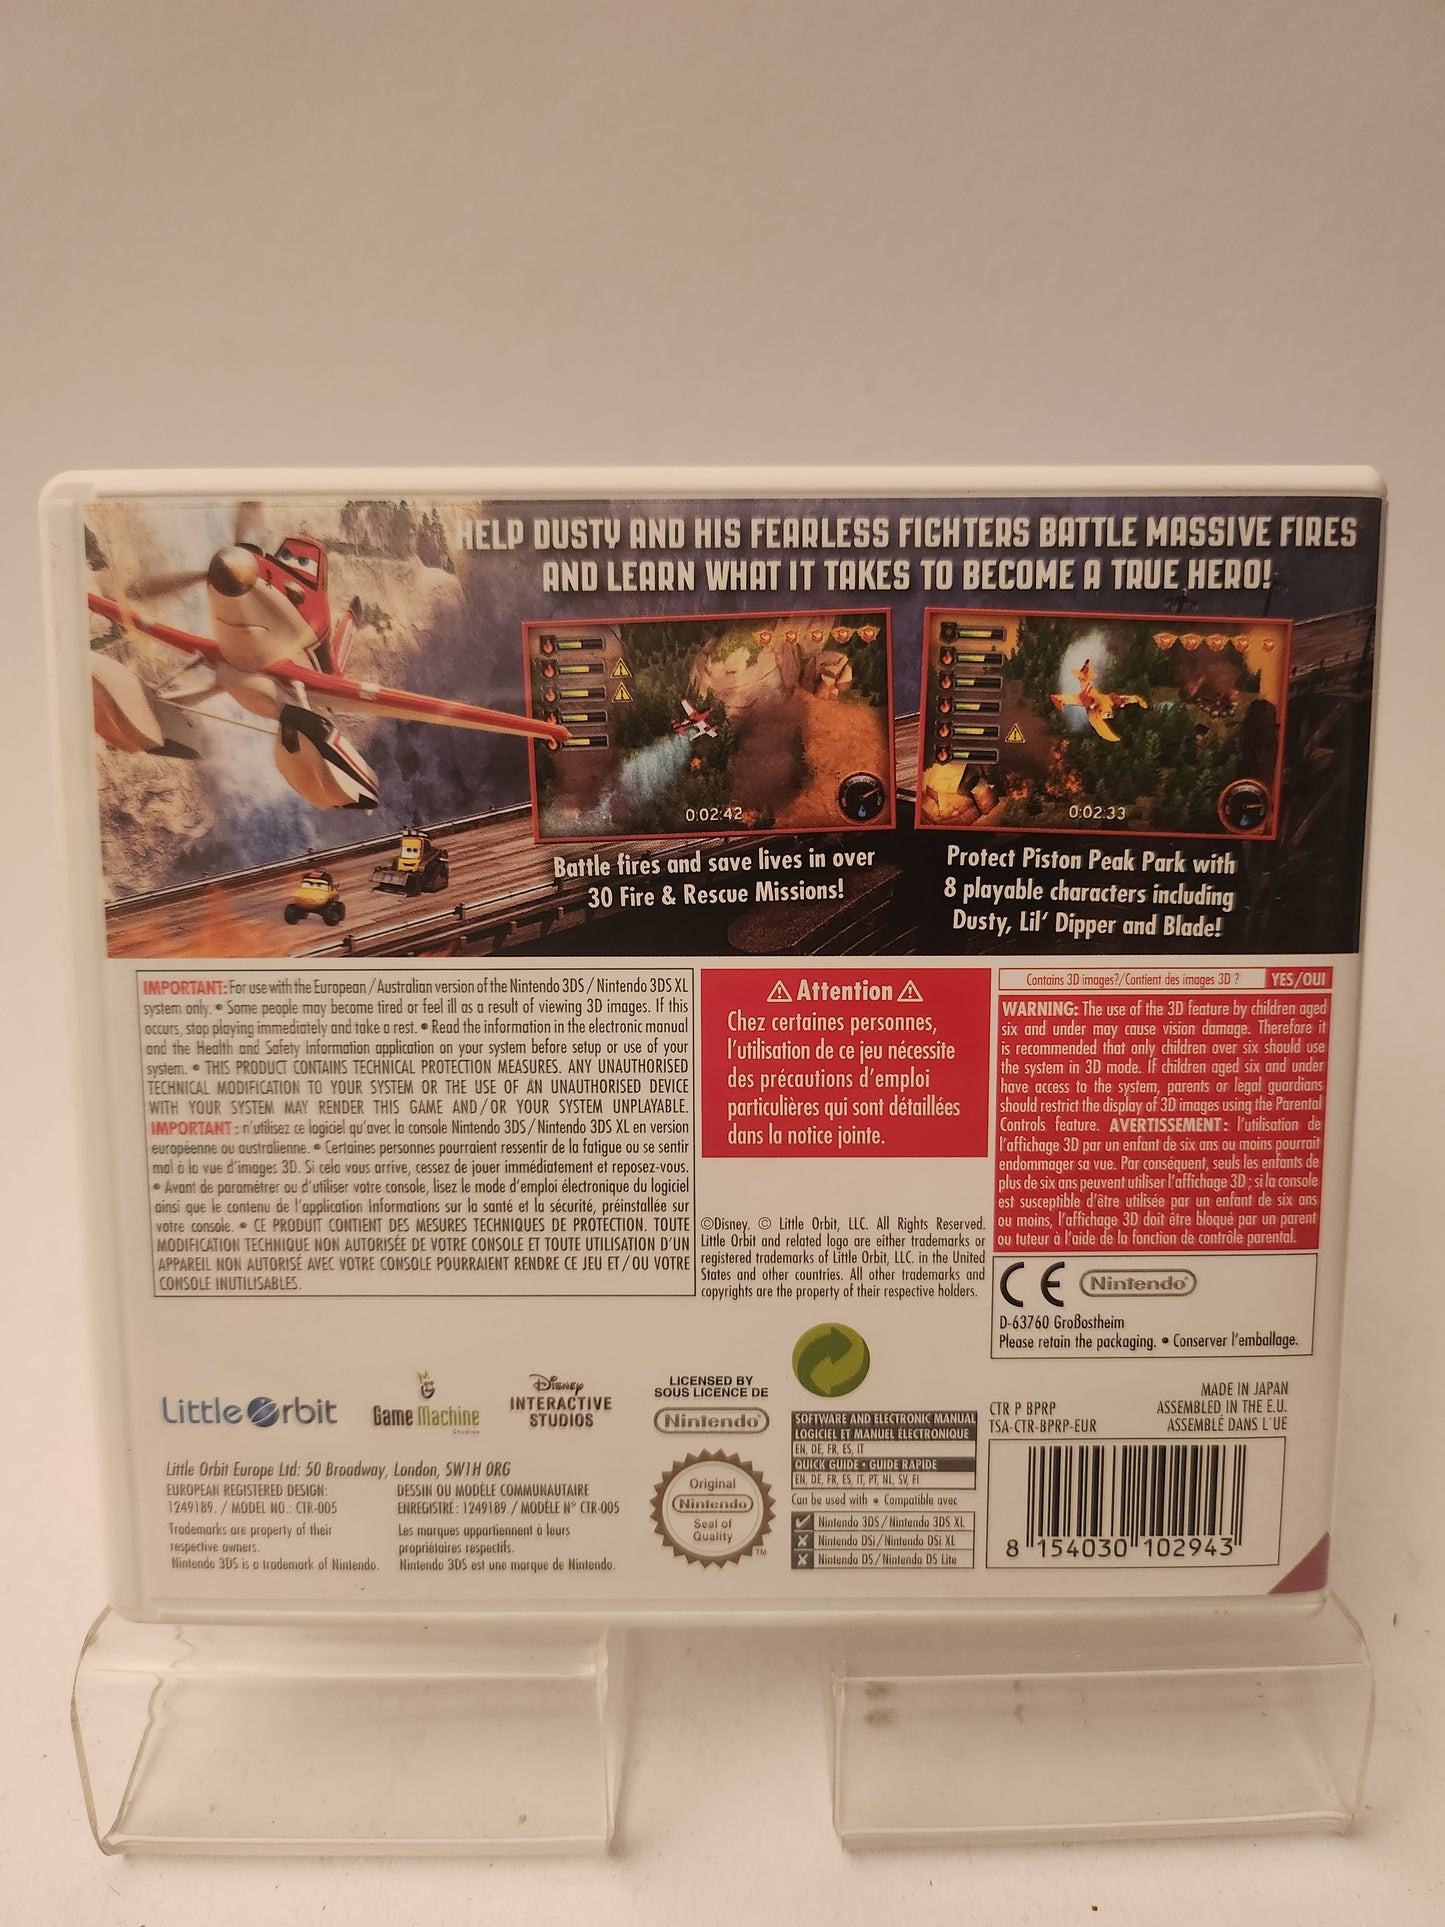 HELP DUSTY AND HIS FEARLESS FIGHTERS BATTLE MASSIVE FIRES
AND LEARN WHAT IT TAKES TO BECOME A TRUE HERO!
0:02:42
0:02:33
Battle fires and save lives in over
30 Fire & Rescue Missions!
Protect Piston Peak Park with
8 playable characters including
Dusty, Lil' Dipper and Blade!
IMPORTANT: For use with the European/Australian version of the Nintendo 3DS/Nintendo 3DS XL
system only. • Some people may become tired or feel ill as a result of viewing 3D images. If this
occurs, stop playing immediately and take a rest. • Read the information in the electronic manual
and the Health and Safety Information application on your system before setup or use of your
system. • THIS PRODUCT CONTAINS TECHNICAL PROTECTION MEASURES. ANY UNAUTHORISED
TECHNICAL MODIFICATION TO YOUR SYSTEM OR THE USE OF AN UNAUTHORISED DEVICE
WITH YOUR SYSTEM MAY RENDER THIS GAME AND/OR YOUR SYSTEM UNPLAYABLE.
IMPORTANT : n'utilisez ce logiciel qu'avec la console Nintendo 3DS/Nintendo 3DS XL en version
européenne ou australienne. • Certaines personnes pourraient ressentir de la fatigue ou se sentir
mal à la vue d'images 3D. Si cela vous arrive, cessez de jouer immédiatement et reposez-vous.
• Avant de paramétrer ou d'utiliser votre console, lisez le mode d'emploi électronique du logiciel
ainsi que le contenu de l'application Informations sur la santé et la sécurité, préinstallée sur
votre console. • CE PRODUIT CONTIENT DES MESURES TECHNIQUES DE PROTECTION. TOUTE
MODIFICATION TECHNIQUE NON AUTORISÉE DE VOTRE CONSOLE ET TOUTE UTILISATION D'UN
APPAREIL NON AUTORISÉ AVEC VOTRE CONSOLE POURRAIENT RENDRE CE JEU ET/OU VOTRE
CONSOLE INUTILISABLES.
Attention
Chez certaines personnes,
l'utilisation de ce jeu nécessite
des précautions d'emploi
particulières qui sont détaillées
dans la notice jointe.
Contains 3D images?/Contient des images 3D ? YES/OUI
WARNING: The use of the 3D feature by children aged
six and under may cause vision damage. Therefore it
is recommended that only children over six should use
the system in 3D mode. If children aged six and under
have access to the system, parents or legal guardians
should restrict the display of 3D images using the Parental
Controls feature. AVERTISSEMENT : l'utilisation de
l'affichage 3D par un enfant de six ans ou moins pourrait
endommager sa vue. Par conséquent, seuls les enfants de
plus de six ans peuvent utiliser l'affichage 3D ; si la console
est susceptible d'être utilisée par un enfant de six ans
ou moins, l'affichage 3D doit être bloqué par un parent
ou tuteur à l'aide de la fonction de contrôle parental.
©Disney. © Little Orbit, LLC. All Rights Reserved.
Little Orbit and related logo are either trademarks or
registered trademarks of Little Orbit, LLC. in the United
States and other countries. All other trademarks and
copyrights are the property of their respective holders.
CE Nintendo®
D-63760 Großostheim
Please retain the packaging. • Conserver l'emballage.
Little Orbit
Game Machine
Studios
Disney
INTERACTIVE
STUDIOS
LICENSED BY
SOUS LICENCE DE
Nintendo®
Original
Nintendo
Seal of
Quality
TM
Little Orbit Europe Ltd: 50 Broadway, London, SW1H 0RG
EUROPEAN REGISTERED DESIGN:
1249189. / MODEL NO.: CTR-005
Trademarks are property of their
respective owners.
Nintendo 3DS is a trademark of Nintendo.
DESSIN OU MODÈLE COMMUNAUTAIRE
ENREGISTRÉ : 1249189. / MODÈLE N° CTR-005
Les marques appartiennent à leurs
propriétaires respectifs.
Nintendo 3DS est une marque de Nintendo.
SOFTWARE AND ELECTRONIC MANUAL
LOGICIEL ET MANUEL ÉLECTRONIQUE
EN, DE, FR, ES, IT
QUICK GUIDE • GUIDE RAPIDE
EN, DE, FR, ES, IT, PT, NL, SV, FI
Can be used with • Compatible avec
Nintendo 3DS/Nintendo 3DS XL
Nintendo DSi/Nintendo DSi XL
Nintendo DS/Nintendo DS Lite
CTR P BPRP
TSA-CTR-BPRP-EUR
MADE IN JAPAN
ASSEMBLED IN THE E.U.
ASSEMBLÉ DANS L'UE
8 154030 102943